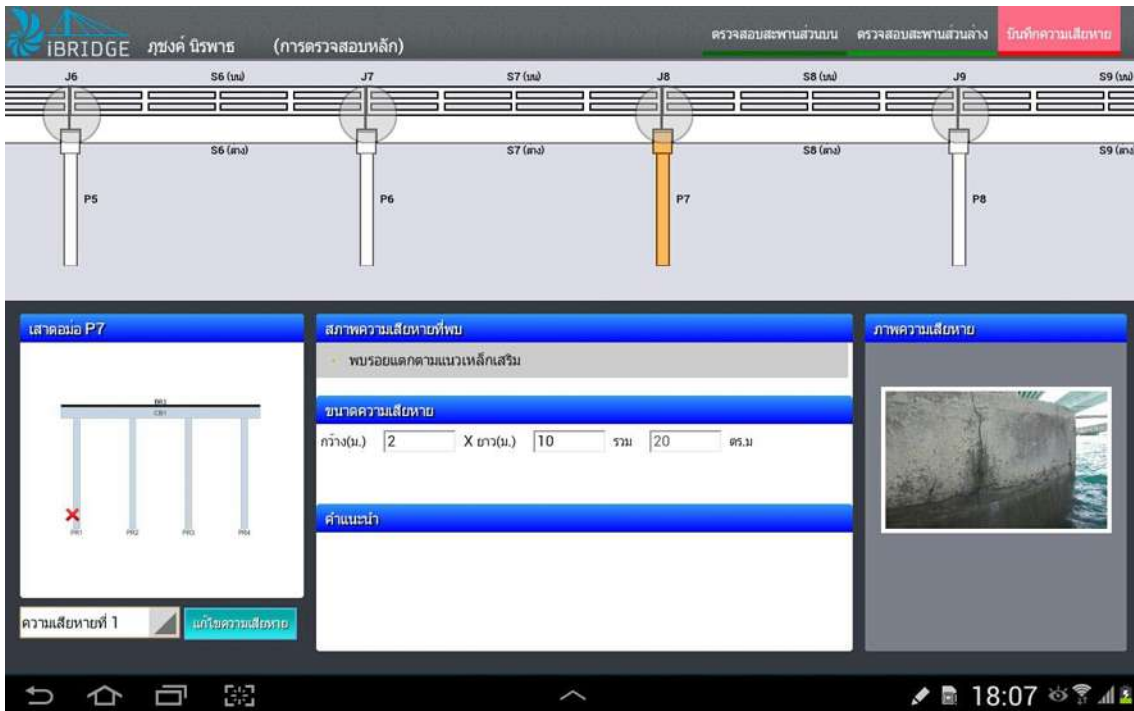 iBRIDGE ภุชงค์ นิรพาธ (การตรวจสอบหลัก) ตรวจสอบสะพานส่วนบน ตรวจสอบสะพานส่วนล่าง บันทึกความเสียหาย
J6 S6 (บน) J7 S7 (บน) J8 S8 (บน) J9 S9 (บน)
S6 (ล่าง) S7 (ล่าง) S8 (ล่าง) S9 (ล่าง
P5 P6 P7 P8
เสาตอม่อ P7
BR2
CB1
PR1 PR2 PR3 PR4
ความเสียหายที่ 1 แก้ไขความเสียหาย
สภาพความเสียหายที่พบ
พบรอยแตกตามแนวเหล็กเสริม
ขนาดความเสียหาย
กว้าง(ม.) 2 X ยาว(ม.) 10 รวม 20 ตร.ม
คำแนะนำ
ภาพความเสียหาย
18:07